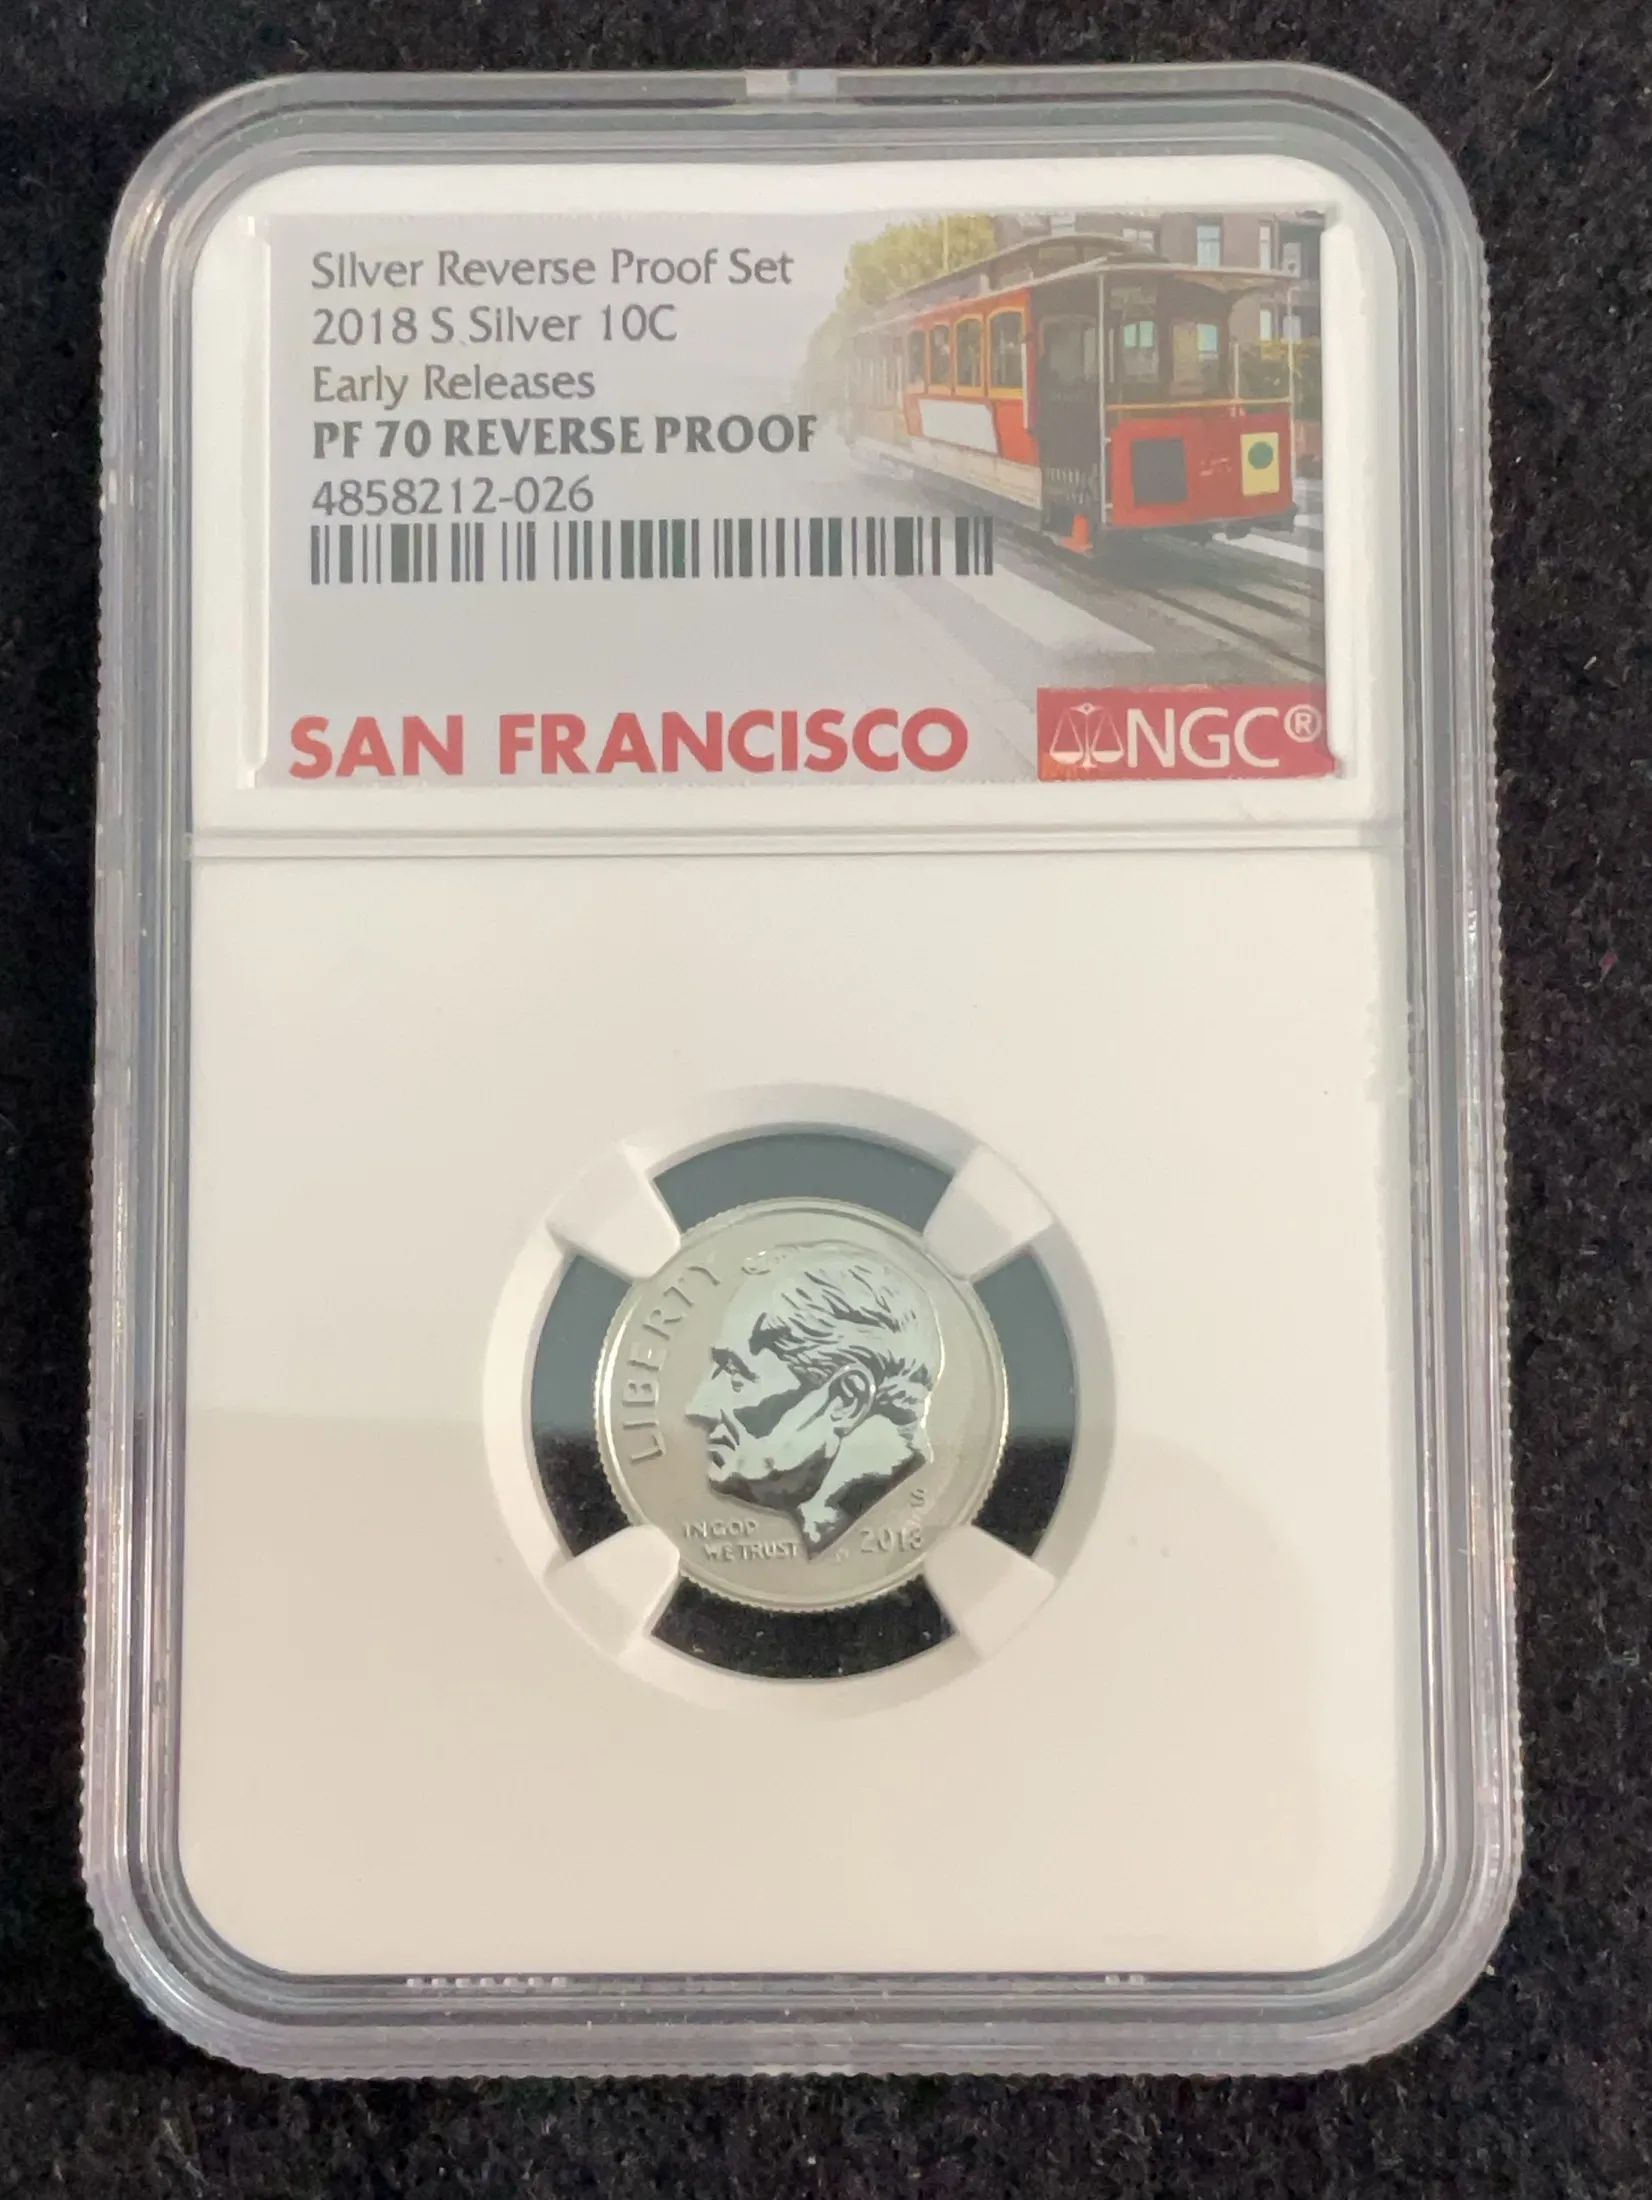 Silver Reverse Proof Set
2018 S Silver 10C
Early Releases
PF 70 REVERSE PROOF
4858212-026
SAN FRANCISCO
NGC®
LIBERTY
IN GOD
WE TRUST
S
2018